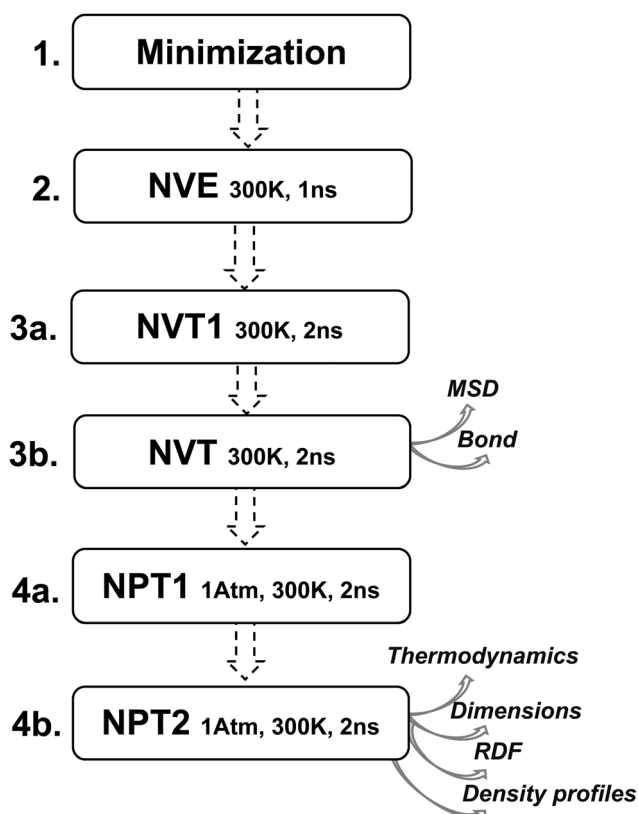 1. Minimization
2. NVE 300K, 1ns
3a. NVT1 300K, 2ns
MSD
Bond
3b. NVT 300K, 2ns
4a. NPT1 1Atm, 300K, 2ns
Thermodynamics
Dimensions
4b. NPT2 1Atm, 300K, 2ns
RDF
Density profiles